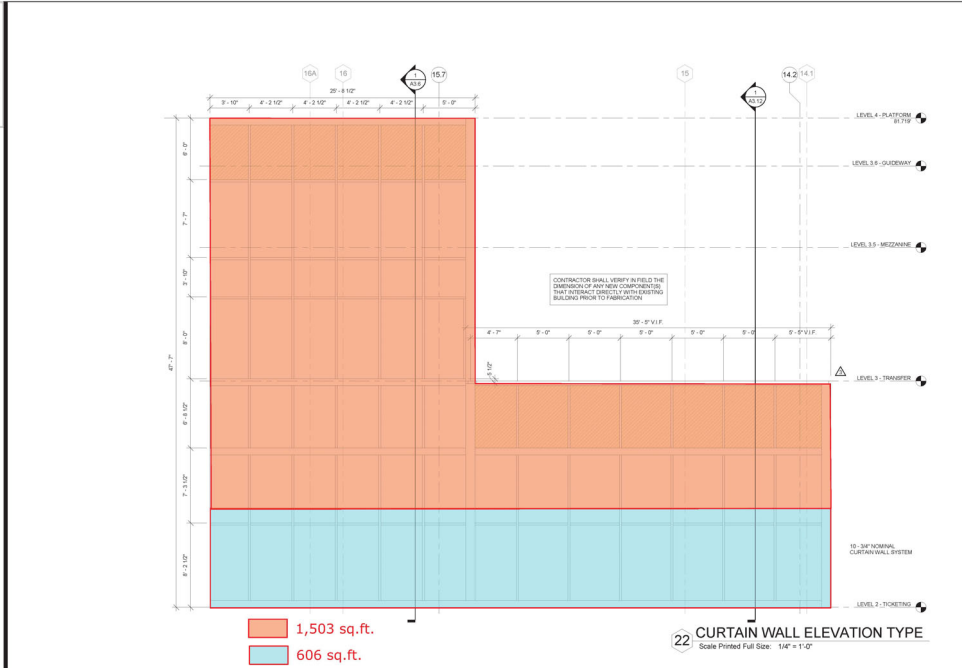 16A
16
1
A3.E
15.7
15
1
A3.12
14.2
14.1
25' - 8 1/2"
3' - 10"
4' - 2 1/2"
4' - 2 1/2"
4' - 2 1/2"
4' - 2 1/2"
5' - 0"
LEVEL 4 - PLATFORM
81.719'
6' - 0"
LEVEL 3.6 - GUIDEWAY
7' - 7"
LEVEL 3.5 - MEZZANINE
3' - 10"
CONTRACTOR SHALL VERIFY IN FIELD THE
DIMENSION OF ANY NEW COMPONENT(S)
THAT INTERACT DIRECTLY WITH EXISTING
BUILDING PRIOR TO FABRICATION
35' - 5" V.I.F.
4' - 7"
5' - 0"
5' - 0"
5' - 0"
5' - 0"
5' - 0"
5' - 5" V.I.F.
8' - 0"
47' - 7"
5 1/2"
LEVEL 3 - TRANSFER
6' - 8 1/2"
7' - 3 1/2"
8' - 2 1/2"
10 - 3/4" NOMINAL
CURTAIN WALL SYSTEM
LEVEL 2 - TICKETING
1,503 sq.ft.
606 sq.ft.
22
CURTAIN WALL ELEVATION TYPE
Scale Printed Full Size: 1/4" = 1'-0"